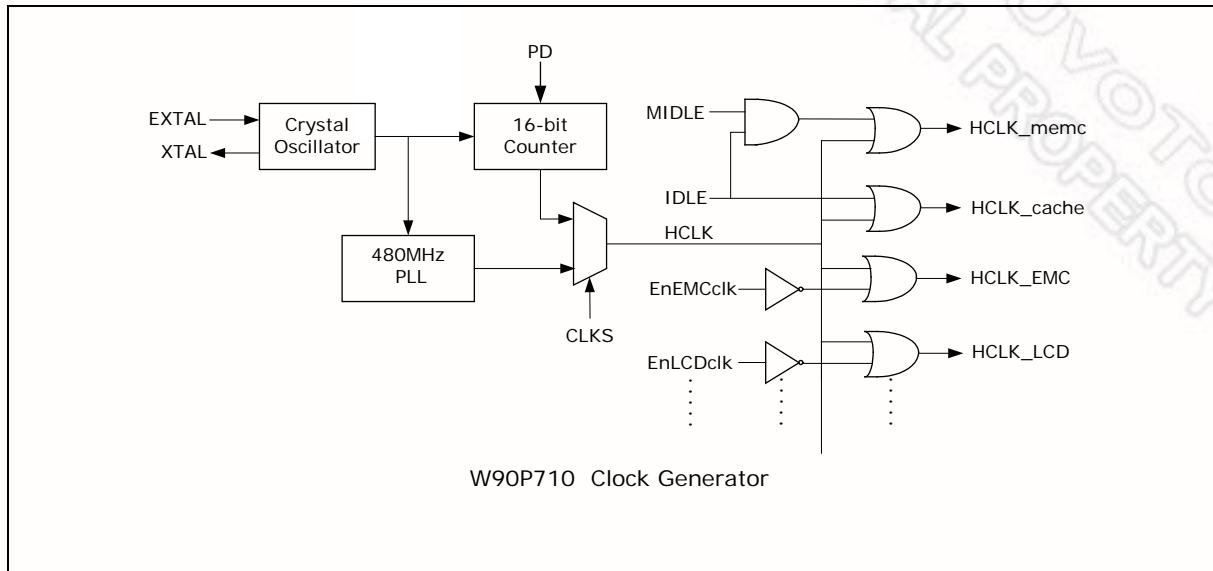 PD
EXTAL
XTAL
Crystal
Oscillator
16-bit
Counter
480MHz
PLL
CLKS
HCLK
MIDLE
IDLE
EnEMCclk
EnLCDclk
HCLK_memc
HCLK_cache
HCLK_EMC
HCLK_LCD
W90P710 Clock Generator
PROPERTY